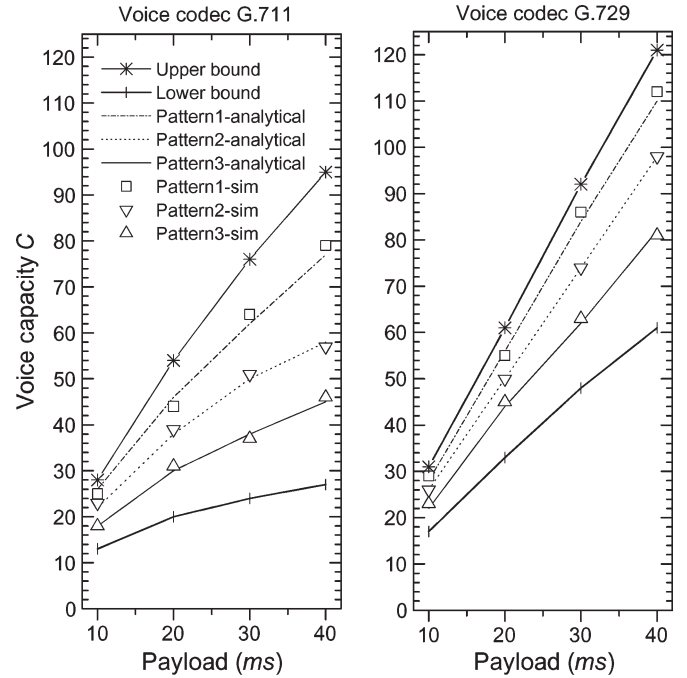 Voice codec G.711
Voice codec G.729
Voice capacity C
120
110
100
90
80
70
60
50
40
30
20
10
0
Upper bound
Lower bound
Pattern1-analytical
Pattern2-analytical
Pattern3-analytical
Pattern1-sim
Pattern2-sim
Pattern3-sim
10 20 30 40
Payload (ms)
120
110
100
90
80
70
60
50
40
30
20
10
0
10 20 30 40
Payload (ms)